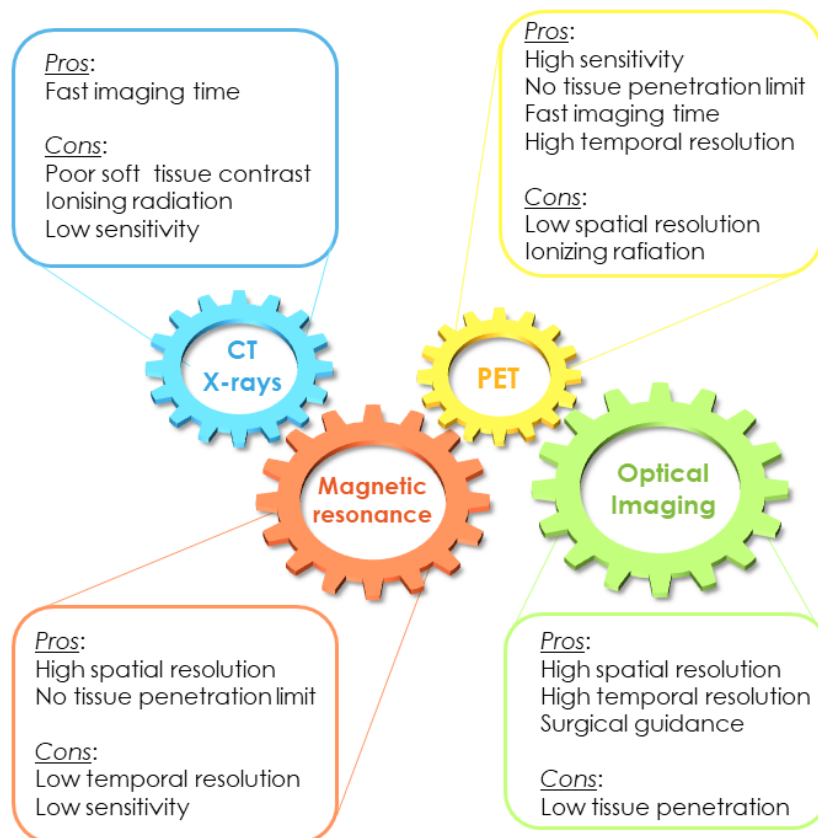 Pros:
Fast imaging time
Cons:
Poor soft tissue contrast
Ionising radiation
Low sensitivity
Pros:
High sensitivity
No tissue penetration limit
Fast imaging time
High temporal resolution
Cons:
Low spatial resolution
Ionizing rafiation
CT
X-rays
PET
Magnetic
resonance
Optical
Imaging
Pros:
High spatial resolution
No tissue penetration limit
Cons:
Low temporal resolution
Low sensitivity
Pros:
High spatial resolution
High temporal resolution
Surgical guidance
Cons:
Low tissue penetration